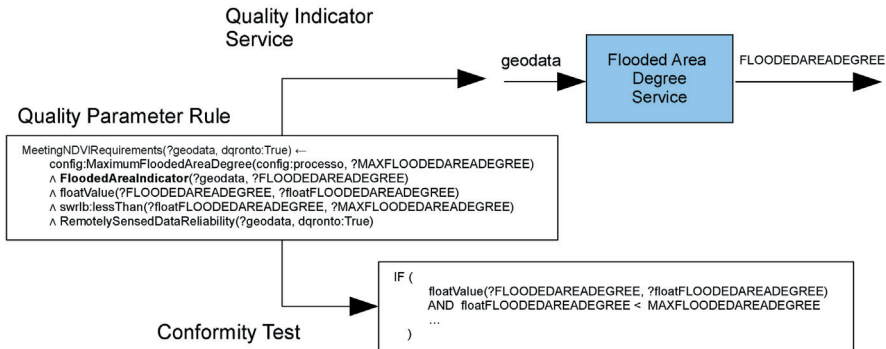 Quality Indicator
Service
geodata
Flooded Area
Degree
Service
FLOODEDAREADEGREE
Quality Parameter Rule
MeetingNDVIRequirements(?geodata, dqronto:True) ←
config:MaximumFloodedAreaDegree(config:processo, ?MAXFLOODEDAREADEGREE)
∧ FloodedAreaIndicator(?geodata, ?FLOODEDAREADEGREE)
∧ floatValue(?FLOODEDAREADEGREE, ?floatFLOODEDAREADEGREE)
∧ swrlb:lessThan(?floatFLOODEDAREADEGREE, ?MAXFLOODEDAREADEGREE)
∧ RemotelySensedDataReliability(?geodata, dqronto:True)
IF (
floatValue(?FLOODEDAREADEGREE, ?floatFLOODEDAREADEGREE)
AND floatFLOODEDAREADEGREE < MAXFLOODEDAREADEGREE
...
)
Conformity Test